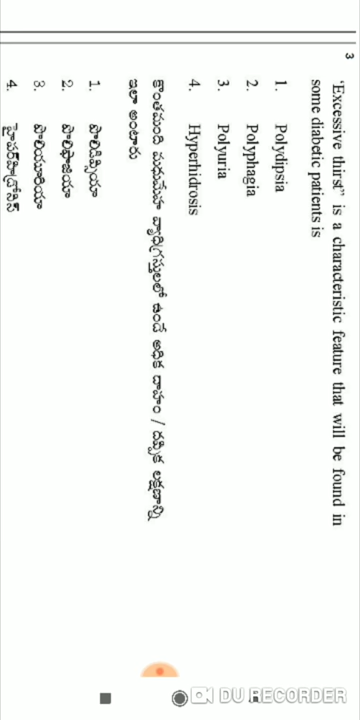 3
'Excessive thirst" is a characteristic feature that will be found in
some diabetic patients is
1. Polydipsia
2. Polyphagia
3. Polyuria
4. Hyperhidrosis
కొంతమంది మధుమేహ వ్యాధిగ్రస్తులలో ఉండే అధిక దాహం / దప్పిక లక్షణాన్ని
ఇలా అంటారు
1. పాలిడిప్సియా
2. పాలిఫాజియా
3. పాలియూరియా
4. హైపర్‌హిడ్రోసిస్
DU RECORDER